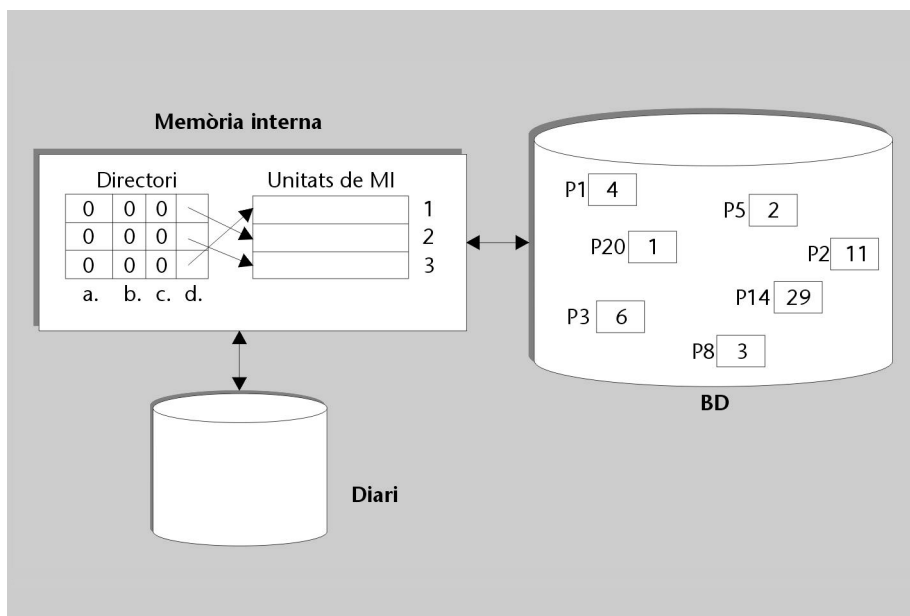 Memòria interna
Directori
Unitats de MI
0 0 0
1
0 0 0
2
0 0 0
3
a. b. c. d.
P1 4
P5 2
P20 1
P2 11
P14 29
P3 6
P8 3
BD
Diari